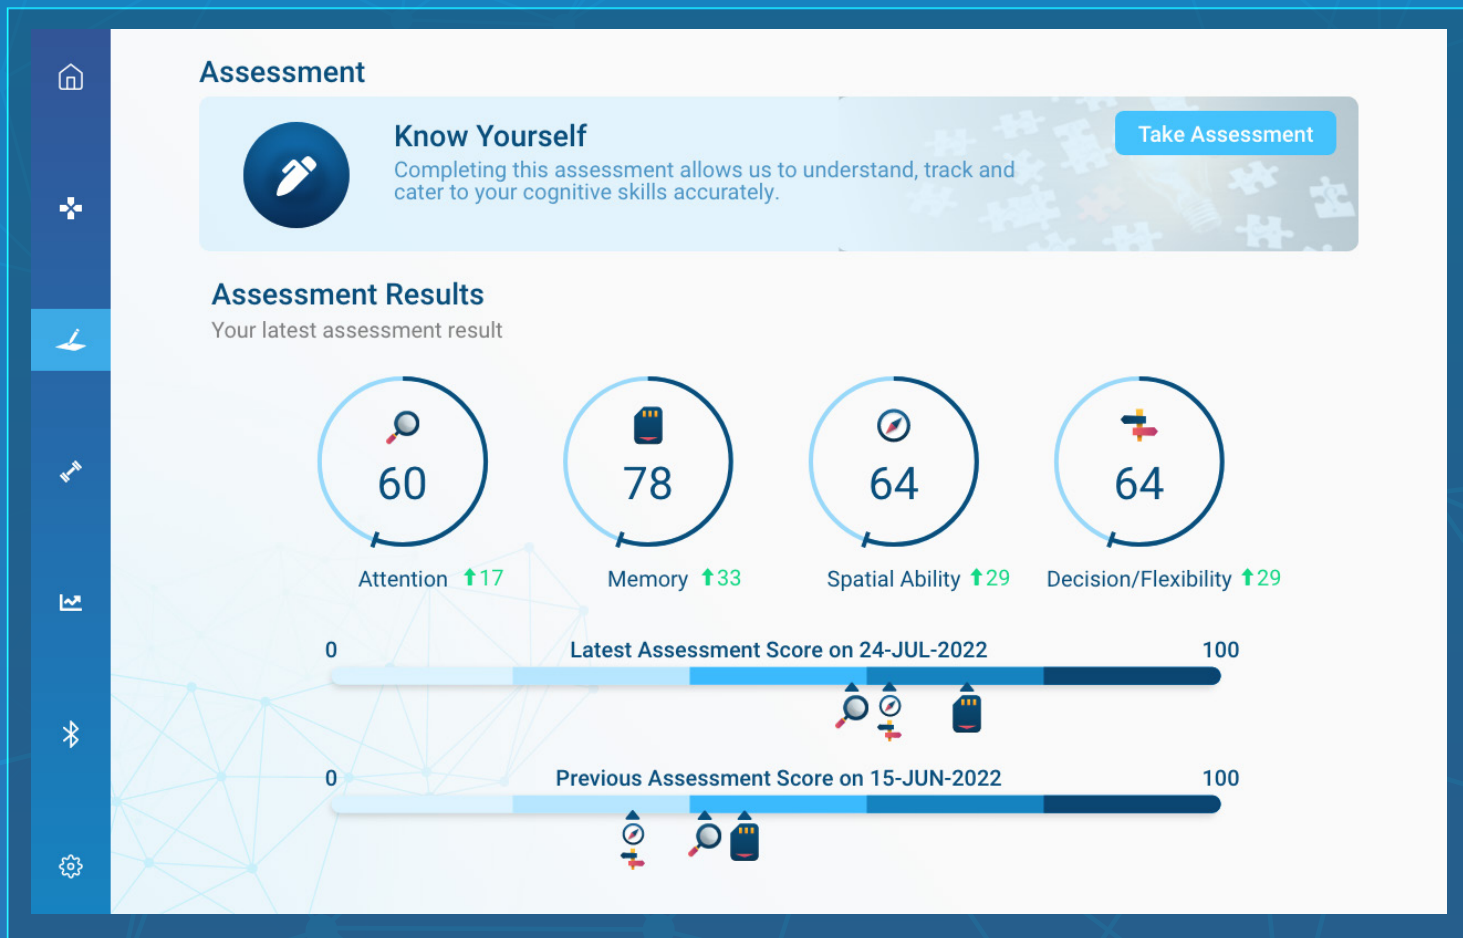 Assessment
Know Yourself
Take Assessment
Completing this assessment allows us to understand, track and
cater to your cognitive skills accurately.
Assessment Results
Your latest assessment result
60
78
64
64
Attention 17
Memory 33
Spatial Ability 29
Decision/Flexibility 29
0 Latest Assessment Score on 24-JUL-2022 100
0 Previous Assessment Score on 15-JUN-2022 100